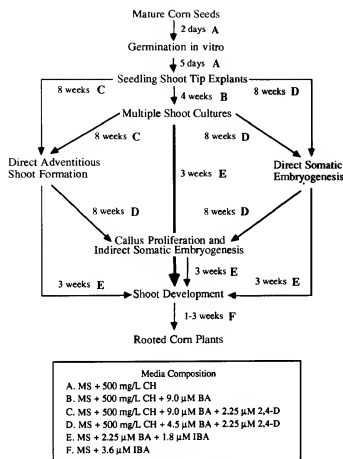 Mature Corn Seeds
2 days A
Germination in vitro
5 days A
Seedling Shoot Tip Explants
8 weeks C
4 weeks B
8 weeks D
Multiple Shoot Cultures
8 weeks C
8 weeks D
Direct Adventitious
Shoot Formation
3 weeks E
Direct Somatic
Embryogenesis
8 weeks D
8 weeks D
Callus Proliferation and
Indirect Somatic Embryogenesis
3 weeks E
3 weeks E
3 weeks E
Shoot Development
1-3 weeks F
Rooted Corn Plants
Media Composition
A. MS + 500 mg/L CH
B. MS + 500 mg/L CH + 9.0 µM BA
C. MS + 500 mg/L CH + 9.0 µM BA + 2.25 µM 2,4-D
D. MS + 500 mg/L CH + 4.5 µM BA + 2.25 µM 2,4-D
E. MS + 2.25 µM BA + 1.8 µM IBA
F. MS + 3.6 µM IBA